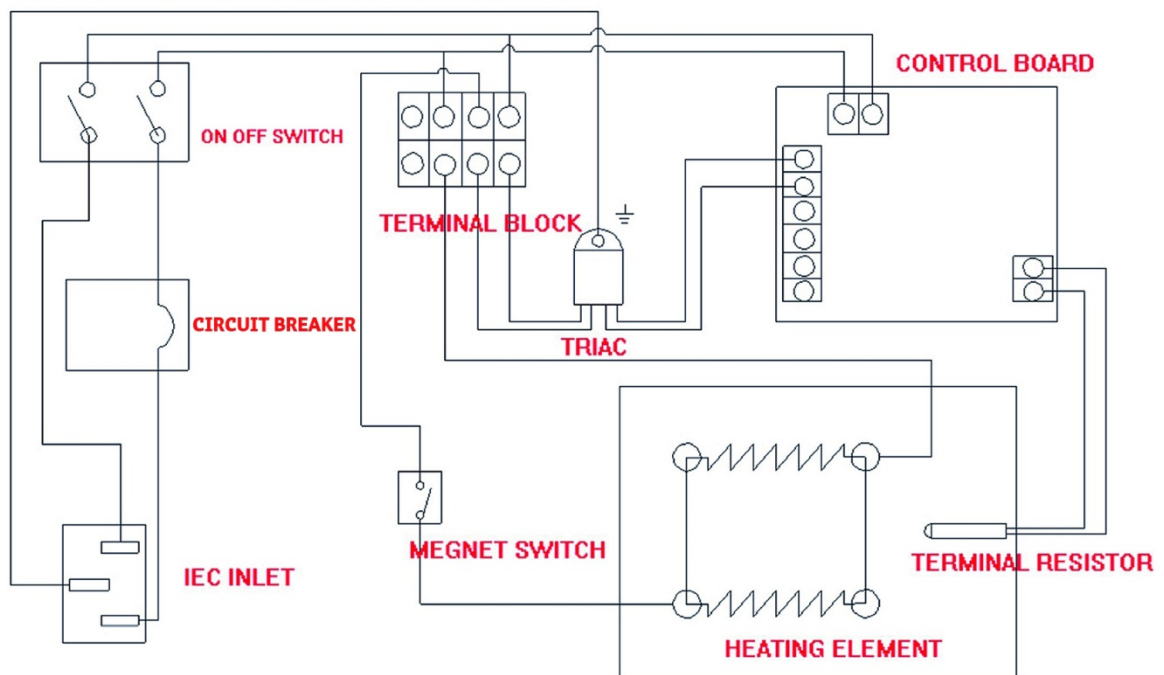 CONTROL BOARD
ON OFF SWITCH
TERMINAL BLOCK
CIRCUIT BREAKER
TRIAC
MEGNET SWITCH
IEC INLET
TERMINAL RESISTOR
HEATING ELEMENT